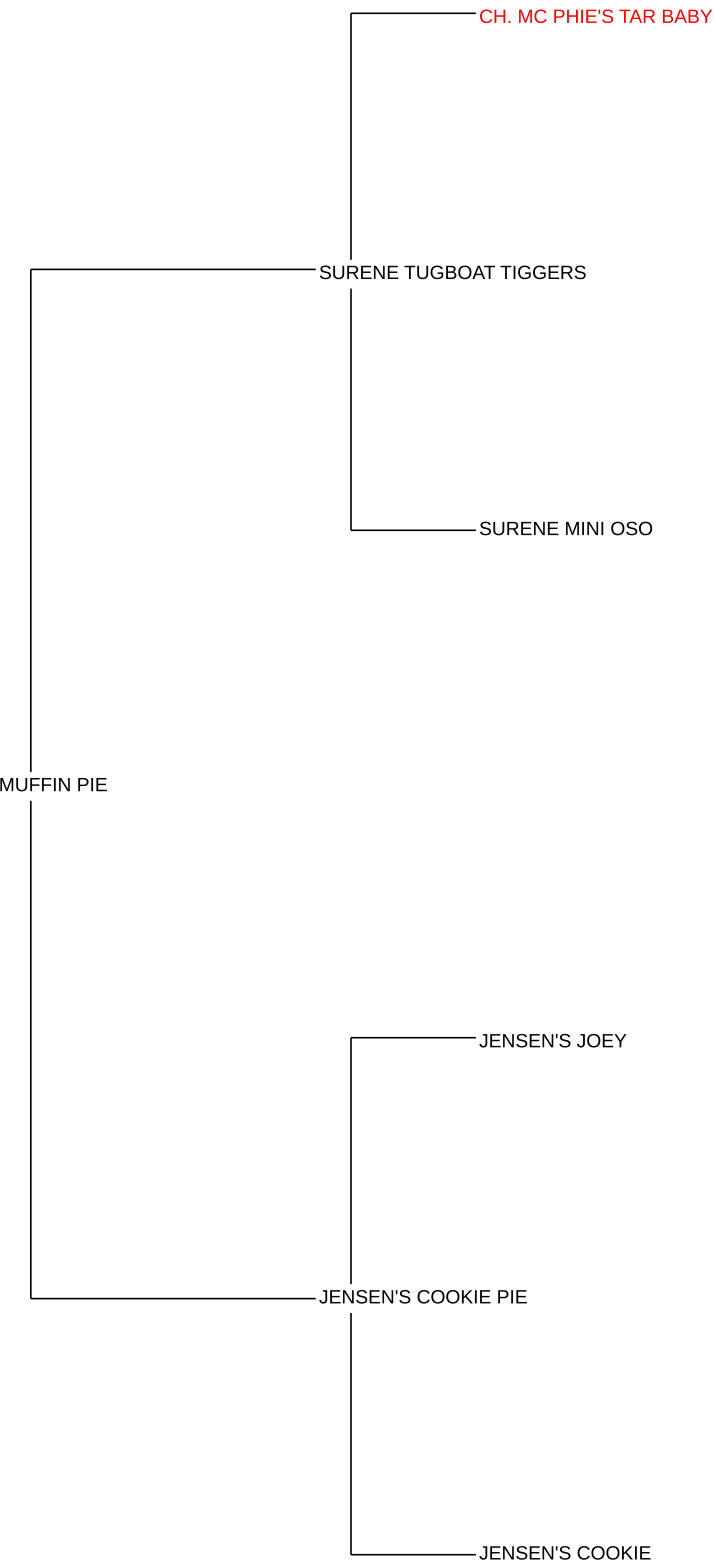 CH. MC PHIE'S TAR BABY
SURENE TUGBOAT TIGGERS
SURENE MINI OSO
MUFFIN PIE
JENSEN'S JOEY
JENSEN'S COOKIE PIE
JENSEN'S COOKIE